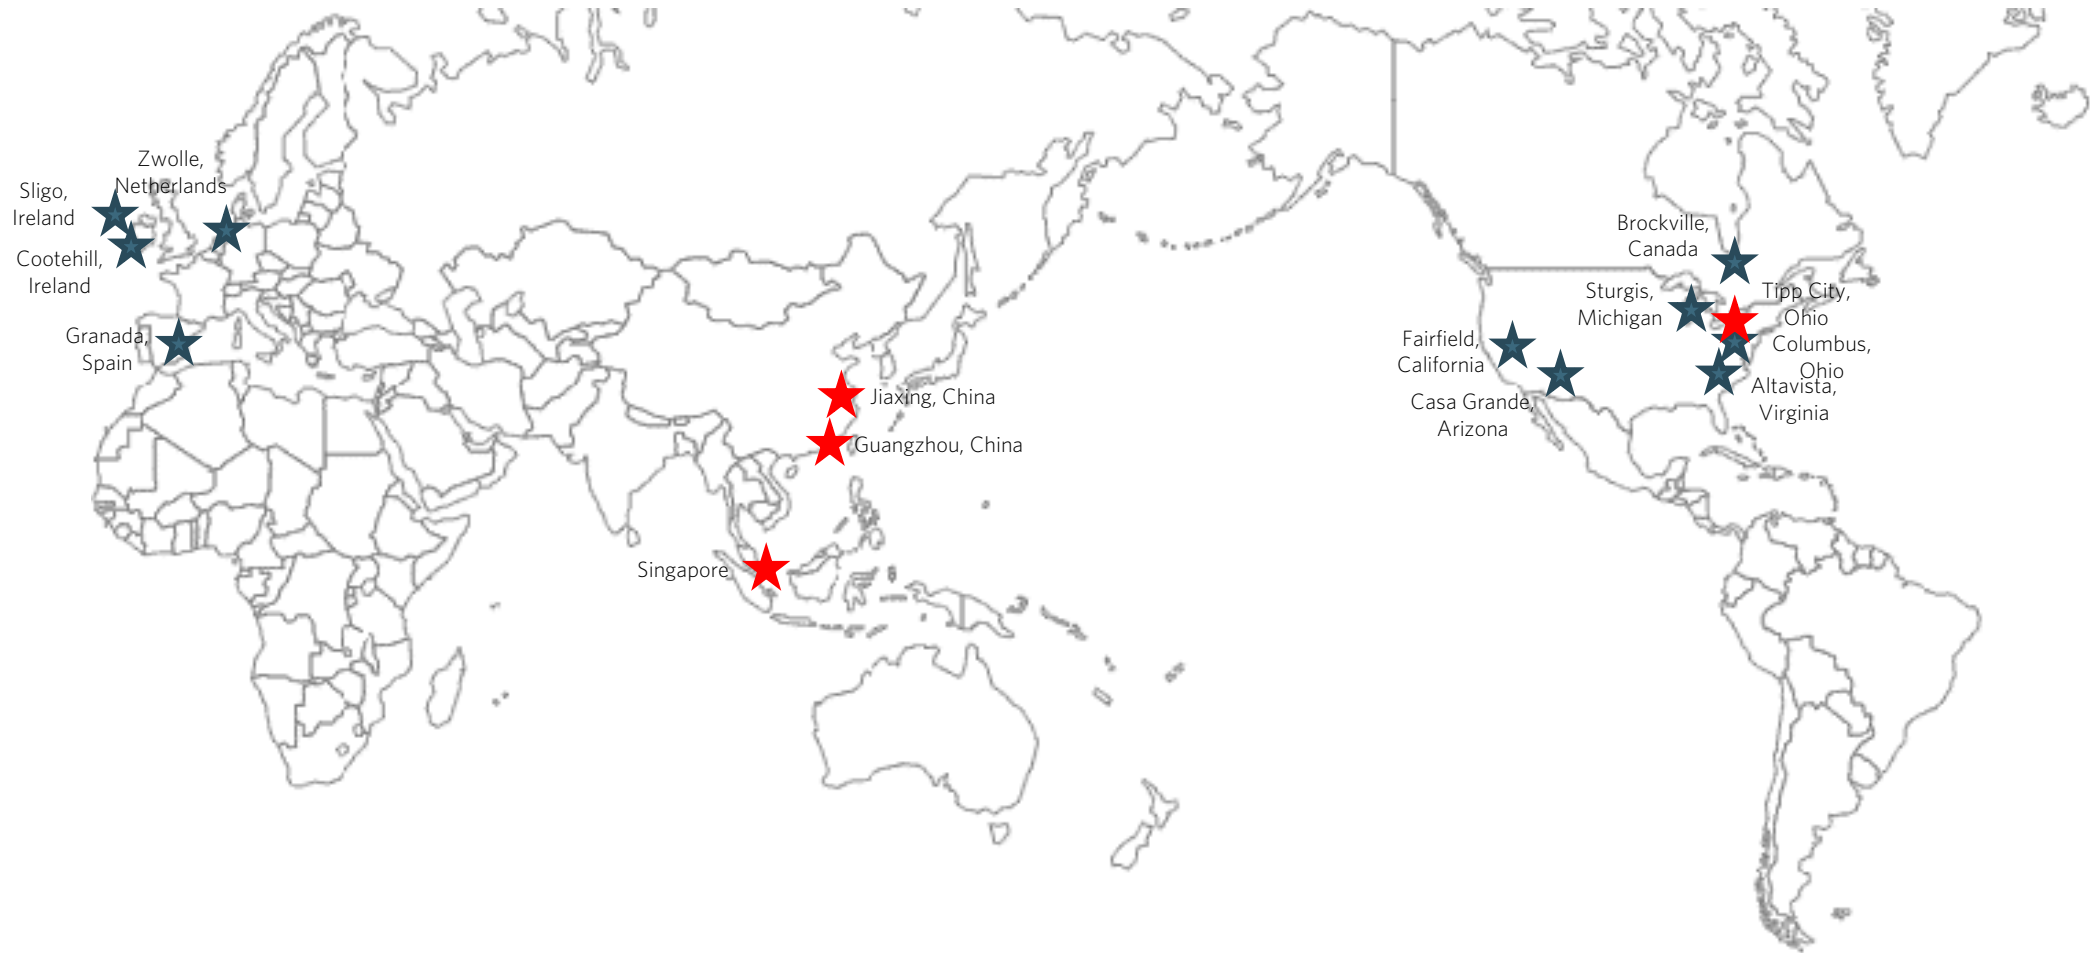 Zwolle,
Netherlands
Sligo,
Ireland
Cootehill,
Ireland
Granada,
Spain
Jiaxing, China
Guangzhou, China
Singapore
Brockville,
Canada
Sturgis,
Michigan
Tipp City,
Ohio
Fairfield,
California
Columbus,
Ohio
Casa Grande,
Arizona
Altavista,
Virginia